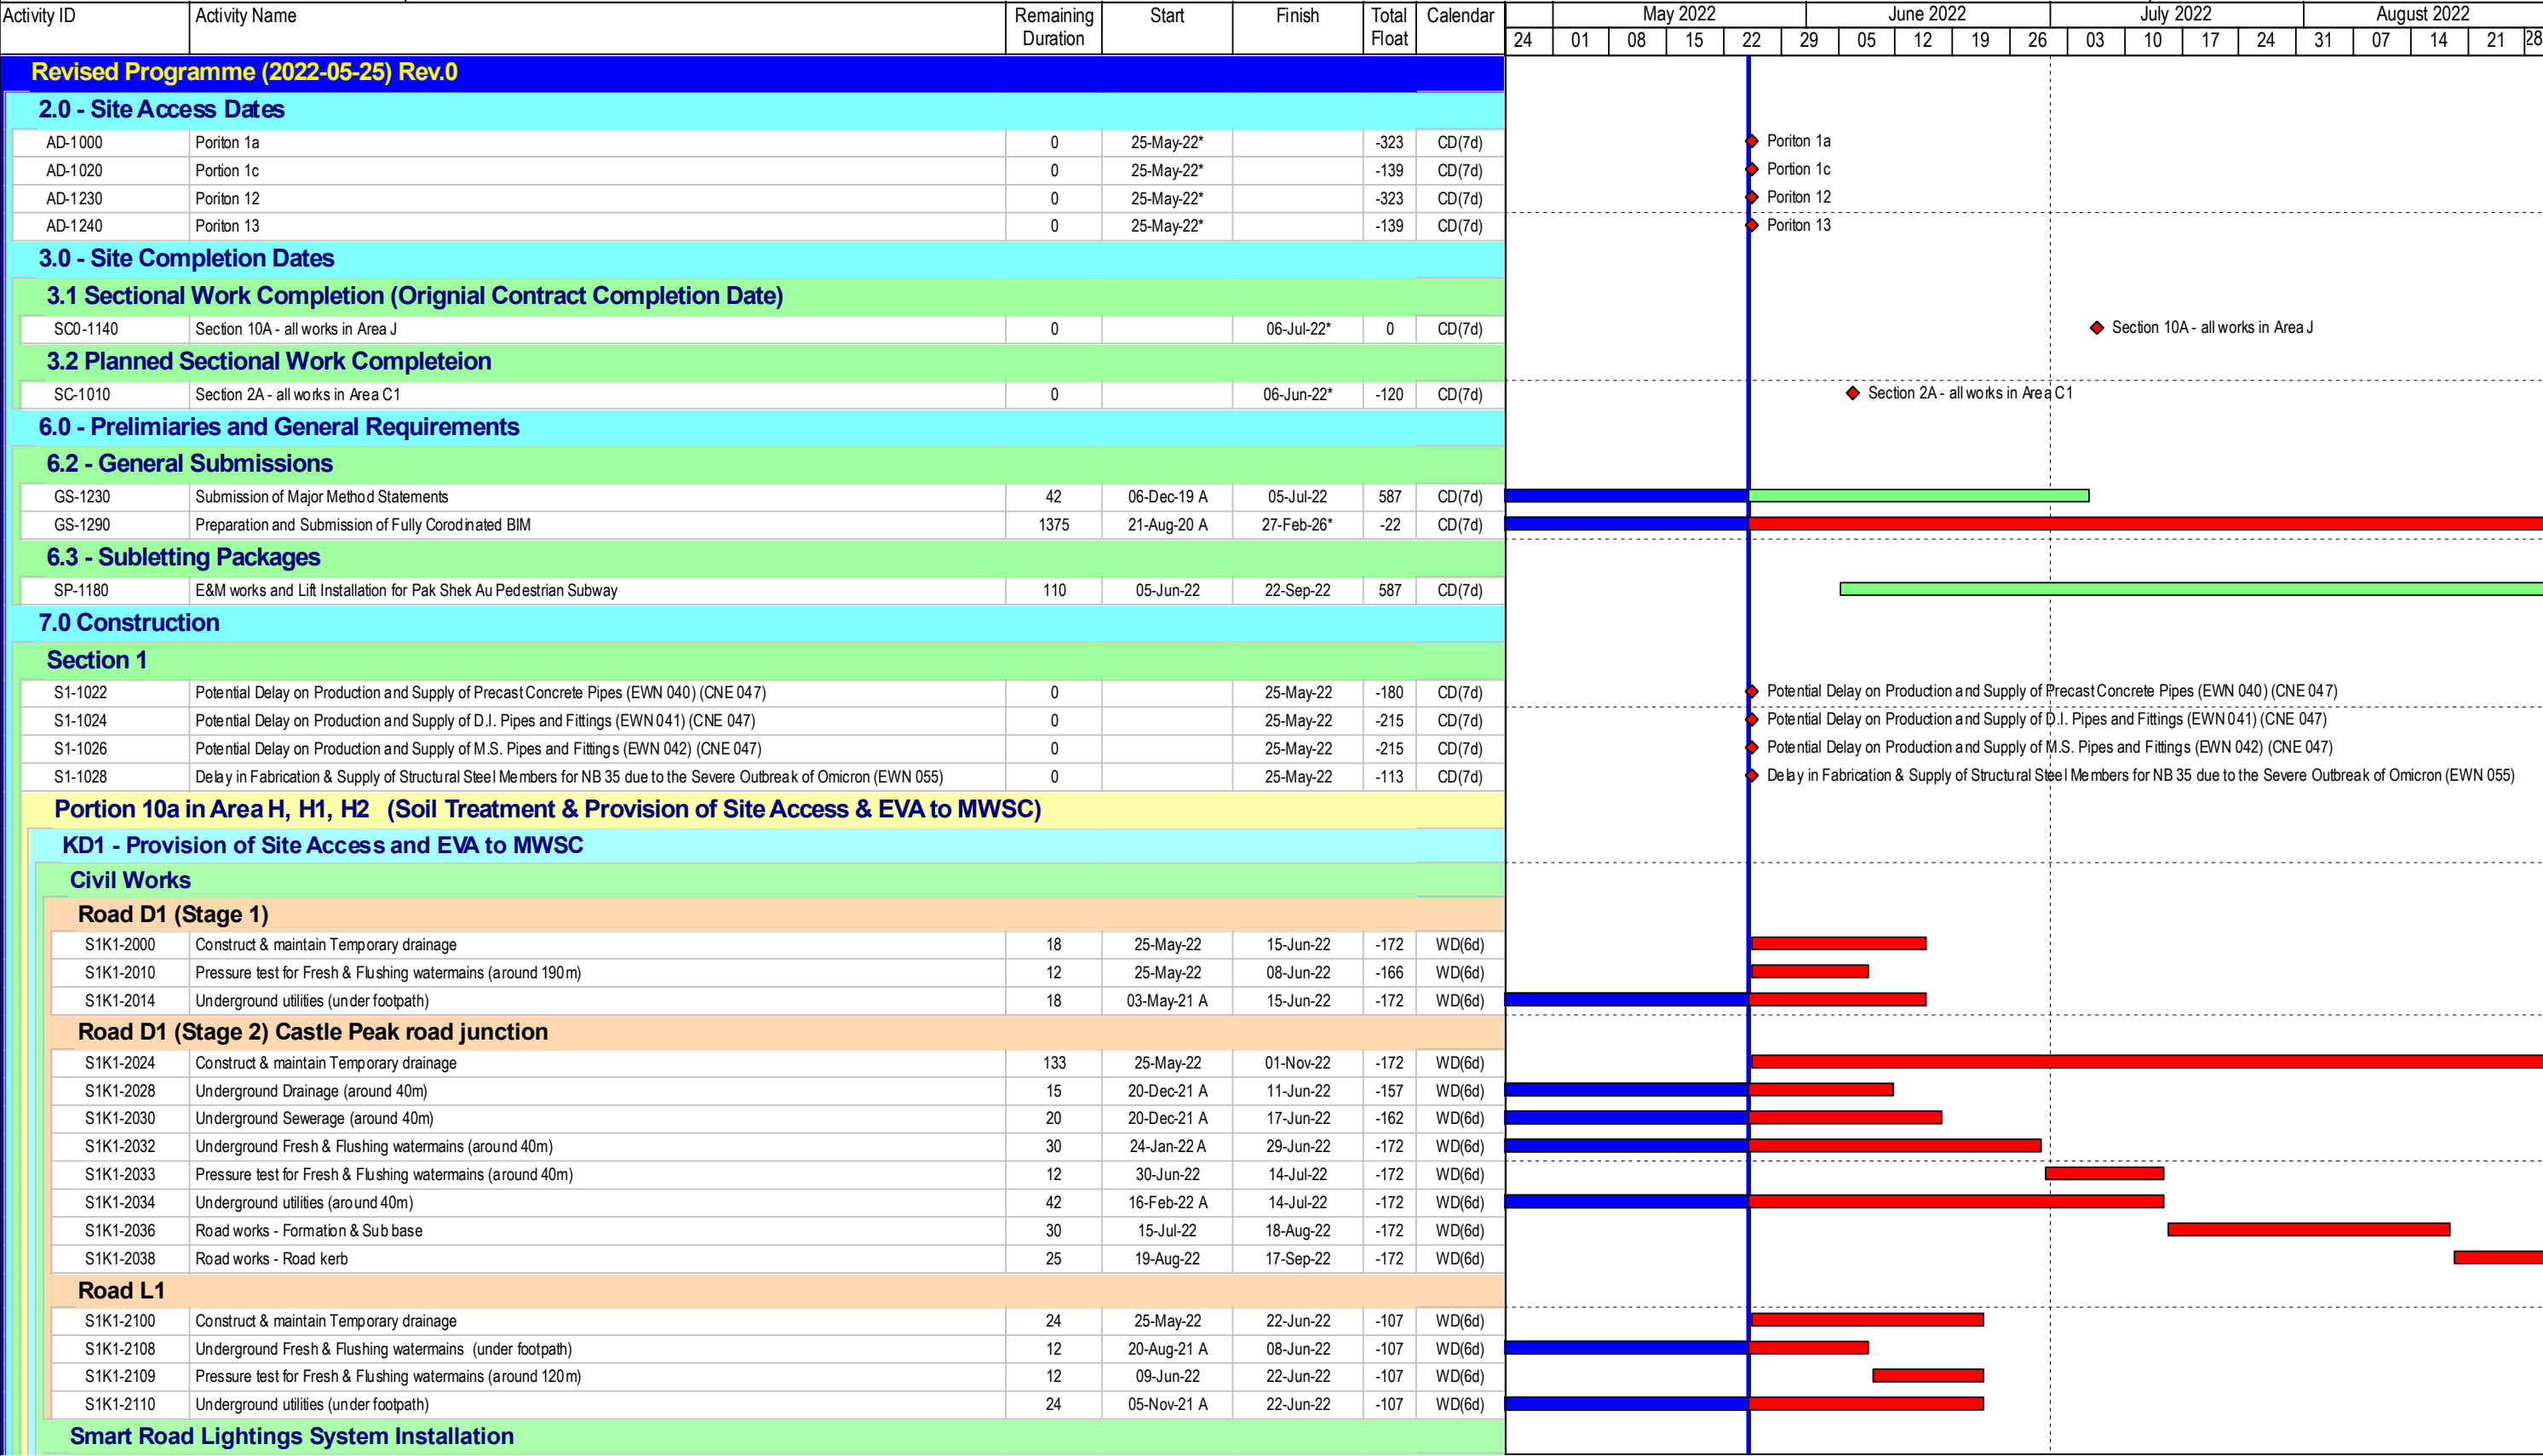 Activity ID Activity Name Remaining Duration Start Finish Total Float Calendar May 2022 June 2022 July 2022 August 2022
24 01 08 15 22 29 05 12 19 26 03 10 17 24 31 07 14 21 28
Revised Programme (2022-05-25) Rev.0
2.0 - Site Access Dates
AD-1000 Poriton 1a 0 25-May-22* -323 CD(7d) Poriton 1a
AD-1020 Portion 1c 0 25-May-22* -139 CD(7d) Portion 1c
AD-1230 Poriton 12 0 25-May-22* -323 CD(7d) Poriton 12
AD-1240 Poriton 13 0 25-May-22* -139 CD(7d) Poriton 13
3.0 - Site Completion Dates
3.1 Sectional Work Completion (Orignial Contract Completion Date)
SC0-1140 Section 10A - all works in Area J 0 06-Jul-22* 0 CD(7d) Section 10A - all works in Area J
3.2 Planned Sectional Work Completeion
SC-1010 Section 2A - all works in Area C1 0 06-Jun-22* -120 CD(7d) Section 2A - all works in Area C1
6.0 - Prelimiaries and General Requirements
6.2 - General Submissions
GS-1230 Submission of Major Method Statements 42 06-Dec-19 A 05-Jul-22 587 CD(7d)
GS-1290 Preparation and Submission of Fully Corodinated BIM 1375 21-Aug-20 A 27-Feb-26* -22 CD(7d)
6.3 - Subletting Packages
SP-1180 E&M works and Lift Installation for Pak Shek Au Pedestrian Subway 110 05-Jun-22 22-Sep-22 587 CD(7d)
7.0 Construction
Section 1
S1-1022 Potential Delay on Production and Supply of Precast Concrete Pipes (EWN 040) (CNE 047) 0 25-May-22 -180 CD(7d) Potential Delay on Production and Supply of Precast Concrete Pipes (EWN 040) (CNE 047)
S1-1024 Potential Delay on Production and Supply of D.I. Pipes and Fittings (EWN 041) (CNE 047) 0 25-May-22 -215 CD(7d) Potential Delay on Production and Supply of D.I. Pipes and Fittings (EWN 041) (CNE 047)
S1-1026 Potential Delay on Production and Supply of M.S. Pipes and Fittings (EWN 042) (CNE 047) 0 25-May-22 -215 CD(7d) Potential Delay on Production and Supply of M.S. Pipes and Fittings (EWN 042) (CNE 047)
S1-1028 Delay in Fabrication & Supply of Structural Steel Members for NB 35 due to the Severe Outbreak of Omicron (EWN 055) 0 25-May-22 -113 CD(7d) Delay in Fabrication & Supply of Structural Steel Members for NB 35 due to the Severe Outbreak of Omicron (EWN 055)
Portion 10a in Area H, H1, H2 (Soil Treatment & Provision of Site Access & EVA to MWSC)
KD1 - Provision of Site Access and EVA to MWSC
Civil Works
Road D1 (Stage 1)
S1K1-2000 Construct & maintain Temporary drainage 18 25-May-22 15-Jun-22 -172 WD(6d)
S1K1-2010 Pressure test for Fresh & Flushing watermains (around 190m) 12 25-May-22 08-Jun-22 -166 WD(6d)
S1K1-2014 Underground utilities (under footpath) 18 03-May-21 A 15-Jun-22 -172 WD(6d)
Road D1 (Stage 2) Castle Peak road junction
S1K1-2024 Construct & maintain Temporary drainage 133 25-May-22 01-Nov-22 -172 WD(6d)
S1K1-2028 Underground Drainage (around 40m) 15 20-Dec-21 A 11-Jun-22 -157 WD(6d)
S1K1-2030 Underground Sewerage (around 40m) 20 20-Dec-21 A 17-Jun-22 -162 WD(6d)
S1K1-2032 Underground Fresh & Flushing watermains (around 40m) 30 24-Jan-22 A 29-Jun-22 -172 WD(6d)
S1K1-2033 Pressure test for Fresh & Flushing watermains (around 40m) 12 30-Jun-22 14-Jul-22 -172 WD(6d)
S1K1-2034 Underground utilities (around 40m) 42 16-Feb-22 A 14-Jul-22 -172 WD(6d)
S1K1-2036 Road works - Formation & Sub base 30 15-Jul-22 18-Aug-22 -172 WD(6d)
S1K1-2038 Road works - Road kerb 25 19-Aug-22 17-Sep-22 -172 WD(6d)
Road L1
S1K1-2100 Construct & maintain Temporary drainage 24 25-May-22 22-Jun-22 -107 WD(6d)
S1K1-2108 Underground Fresh & Flushing watermains (under footpath) 12 20-Aug-21 A 08-Jun-22 -107 WD(6d)
S1K1-2109 Pressure test for Fresh & Flushing watermains (around 120m) 12 09-Jun-22 22-Jun-22 -107 WD(6d)
S1K1-2110 Underground utilities (under footpath) 24 05-Nov-21 A 22-Jun-22 -107 WD(6d)
Smart Road Lightings System Installation